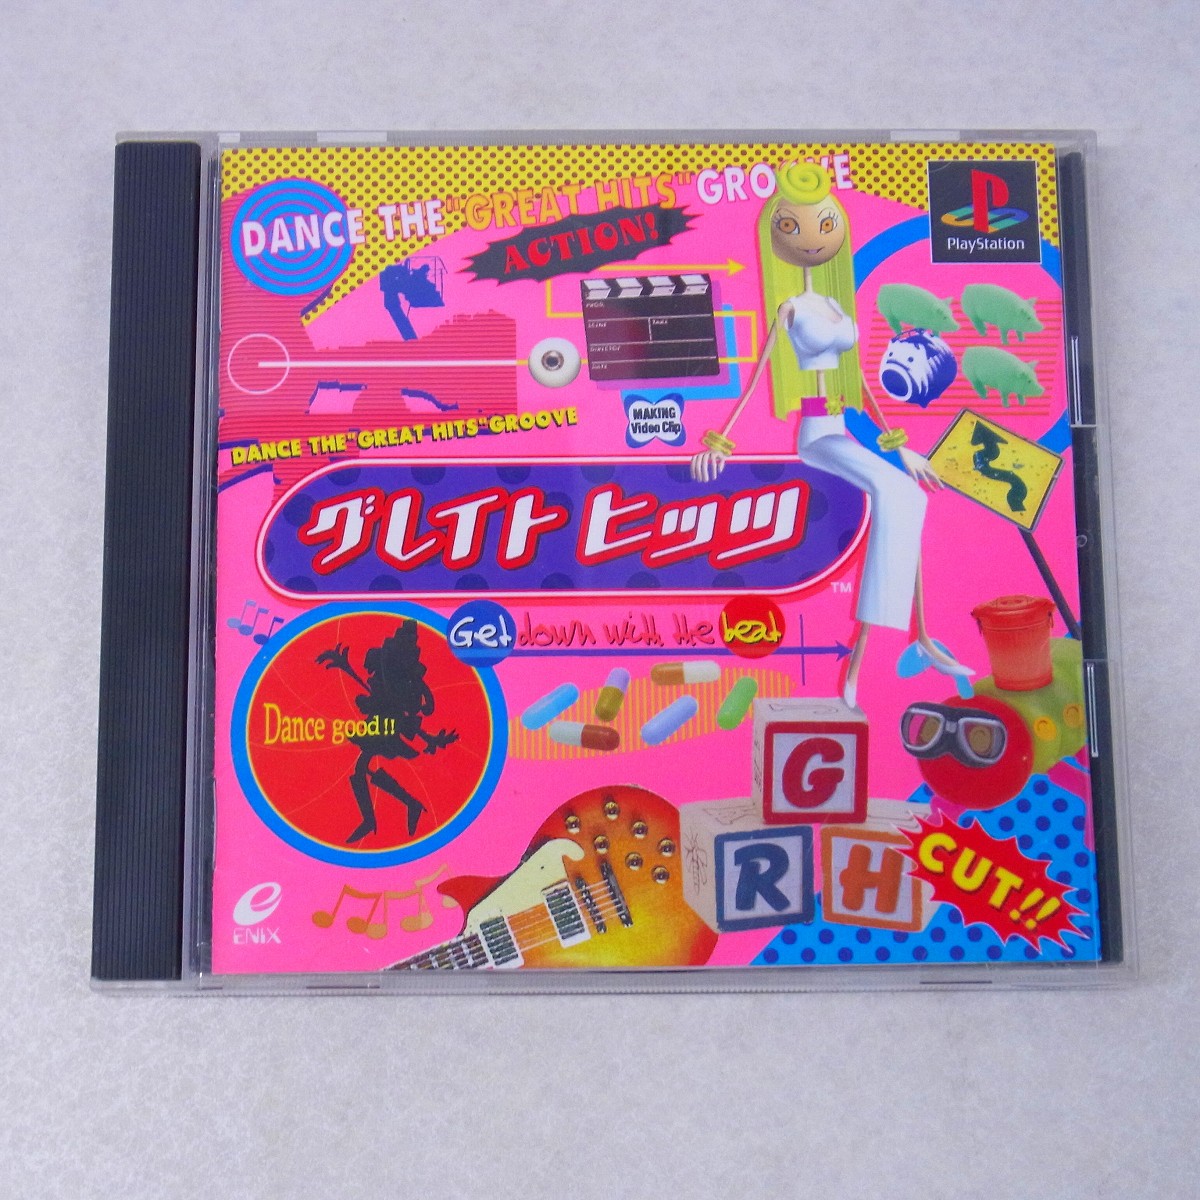 DANCE THE "GREAT HITS" GROOVE
ACTION!
PlayStation
MAKING
Video Clip
DANCE THE "GREAT HITS" GROOVE
グレイト ヒッツ
TM
Get down with the beat
Dance good!!
G
R H
CUT!!
ENIX